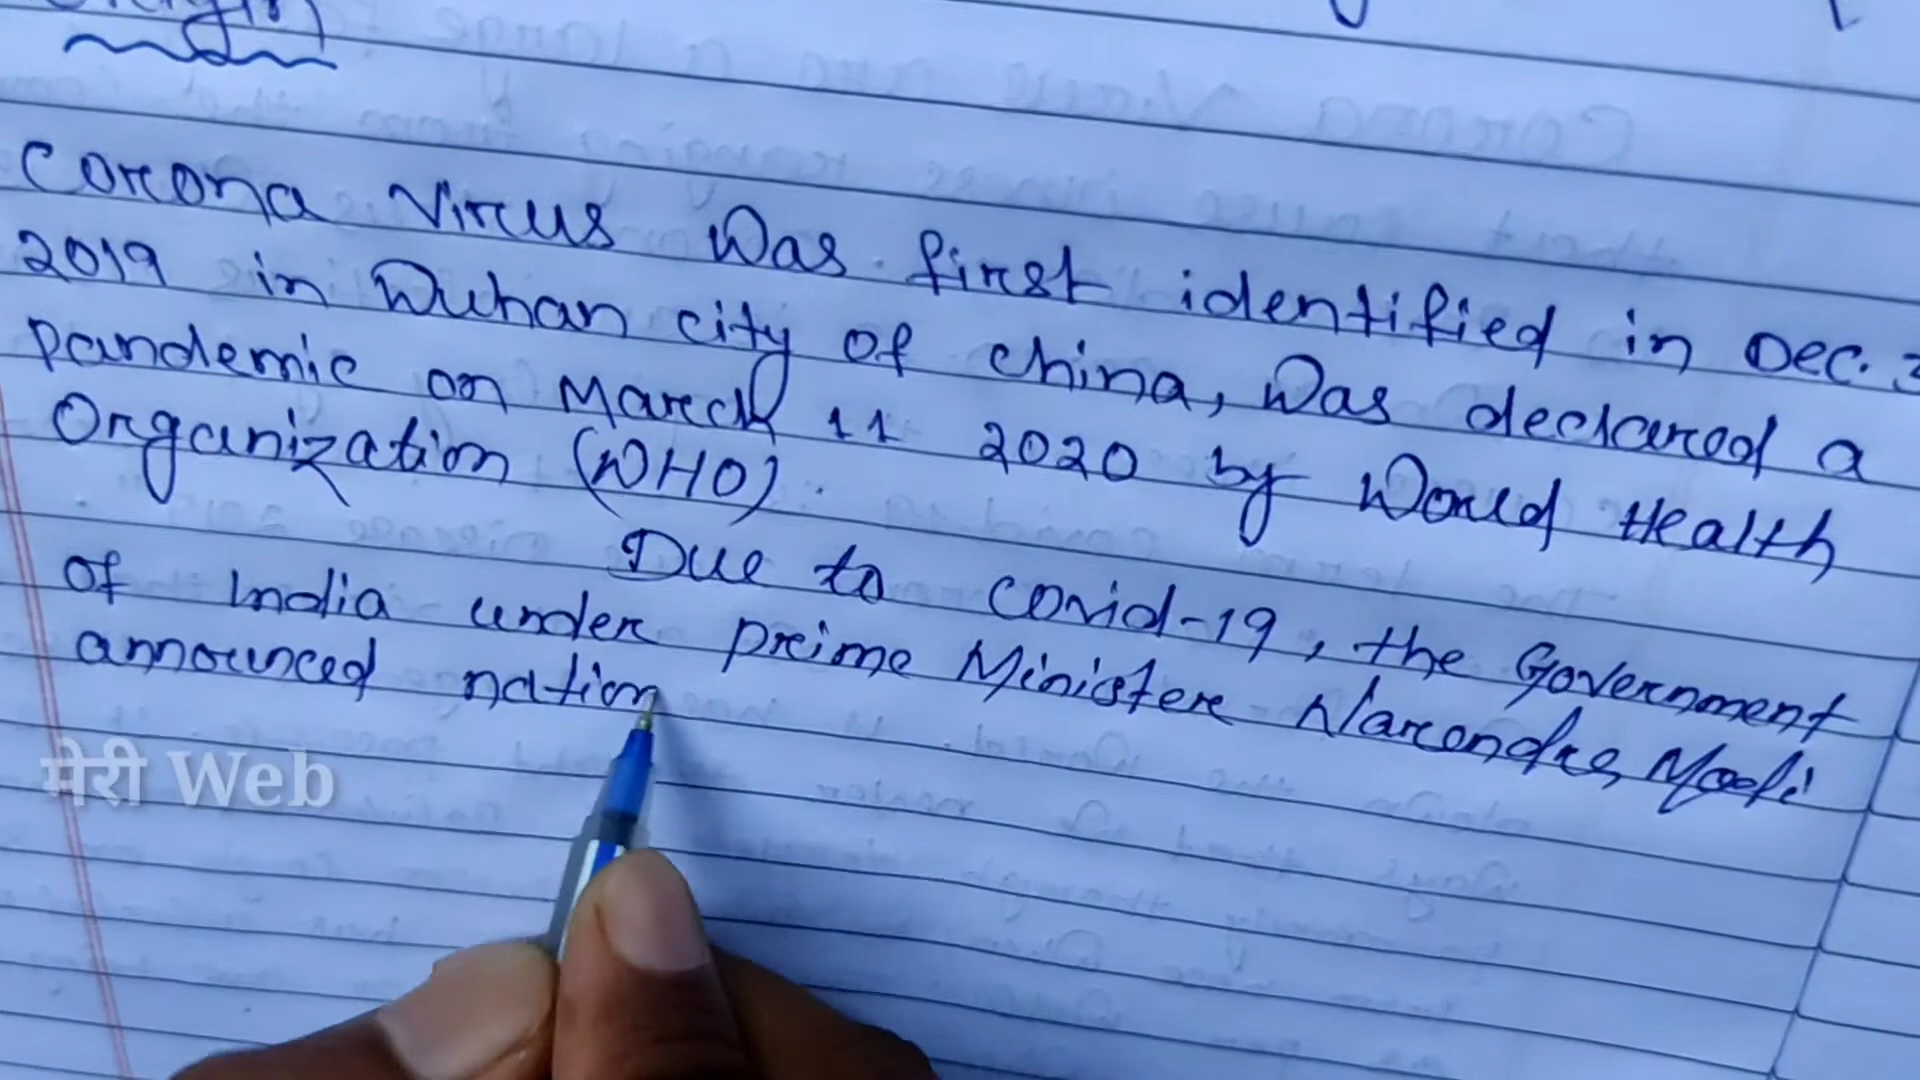 Origin
Corona Virus was first identified in Dec. 3
2019 in Wuhan city of china, was declared a
pandemic on March 11 2020 by World Health
Organization (WHO).
Due to covid-19, the Government
of India under prime Minister Narendra Modi
announced nation
मेरी Web